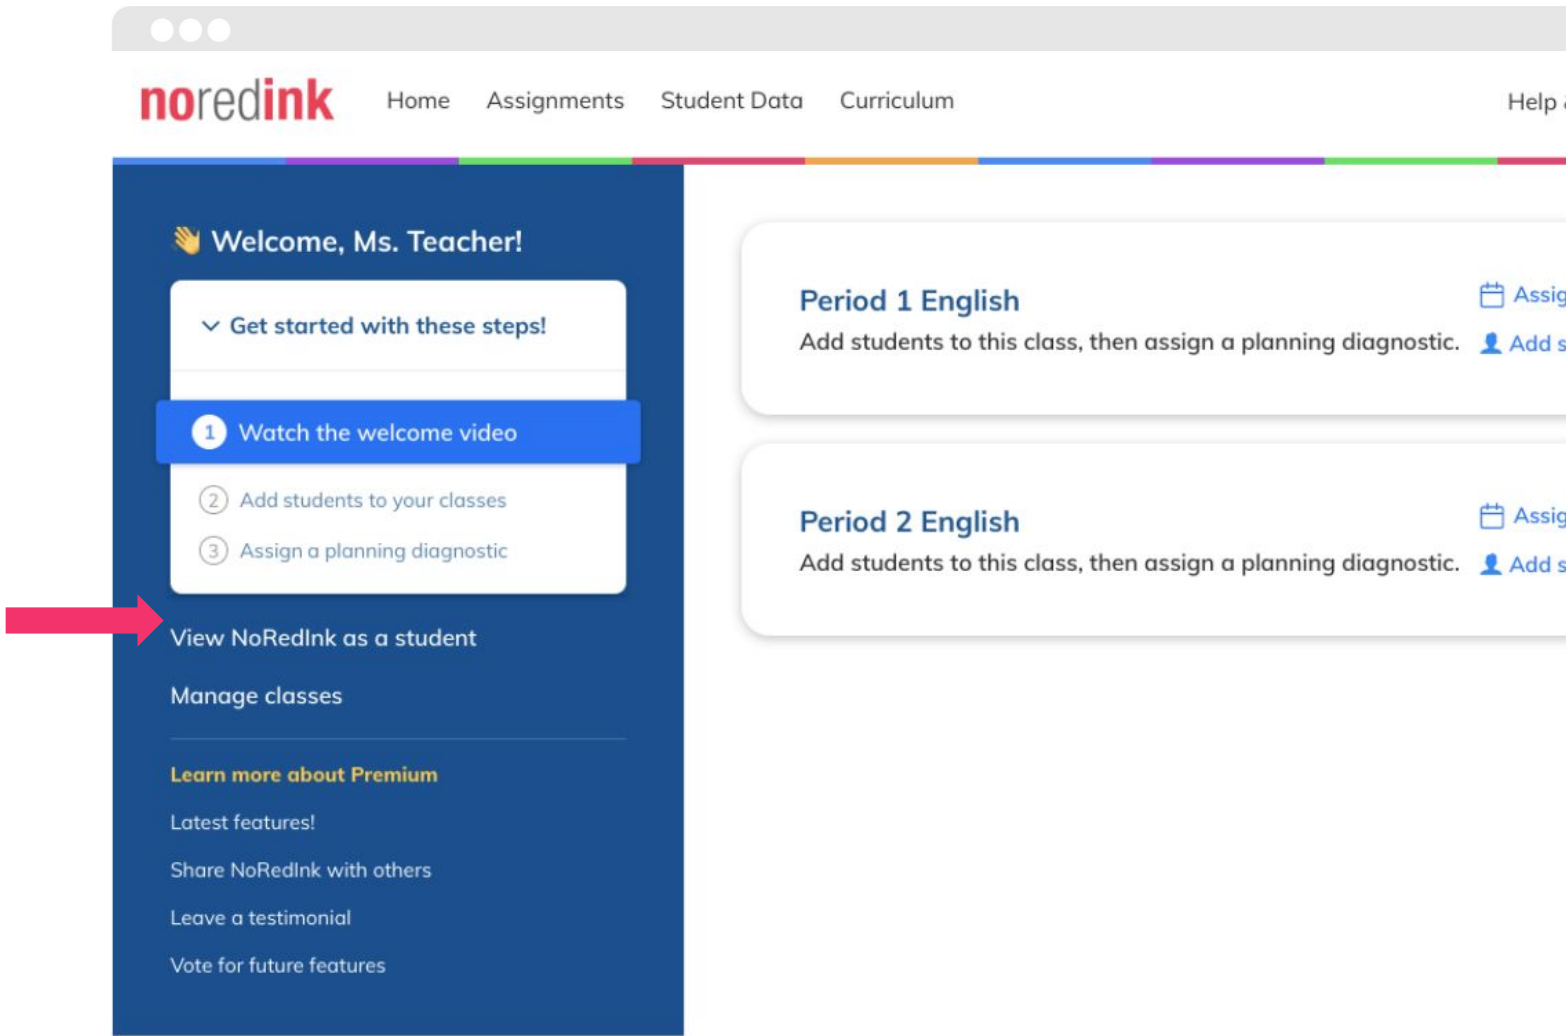 noredink
Home Assignments Student Data Curriculum Help
Welcome, Ms. Teacher!
Get started with these steps!
1 Watch the welcome video
2 Add students to your classes
3 Assign a planning diagnostic
View NoRedInk as a student
Manage classes
Learn more about Premium
Latest features!
Share NoRedInk with others
Leave a testimonial
Vote for future features
Period 1 English
Add students to this class, then assign a planning diagnostic.
Assig
Add s
Period 2 English
Add students to this class, then assign a planning diagnostic.
Assig
Add s